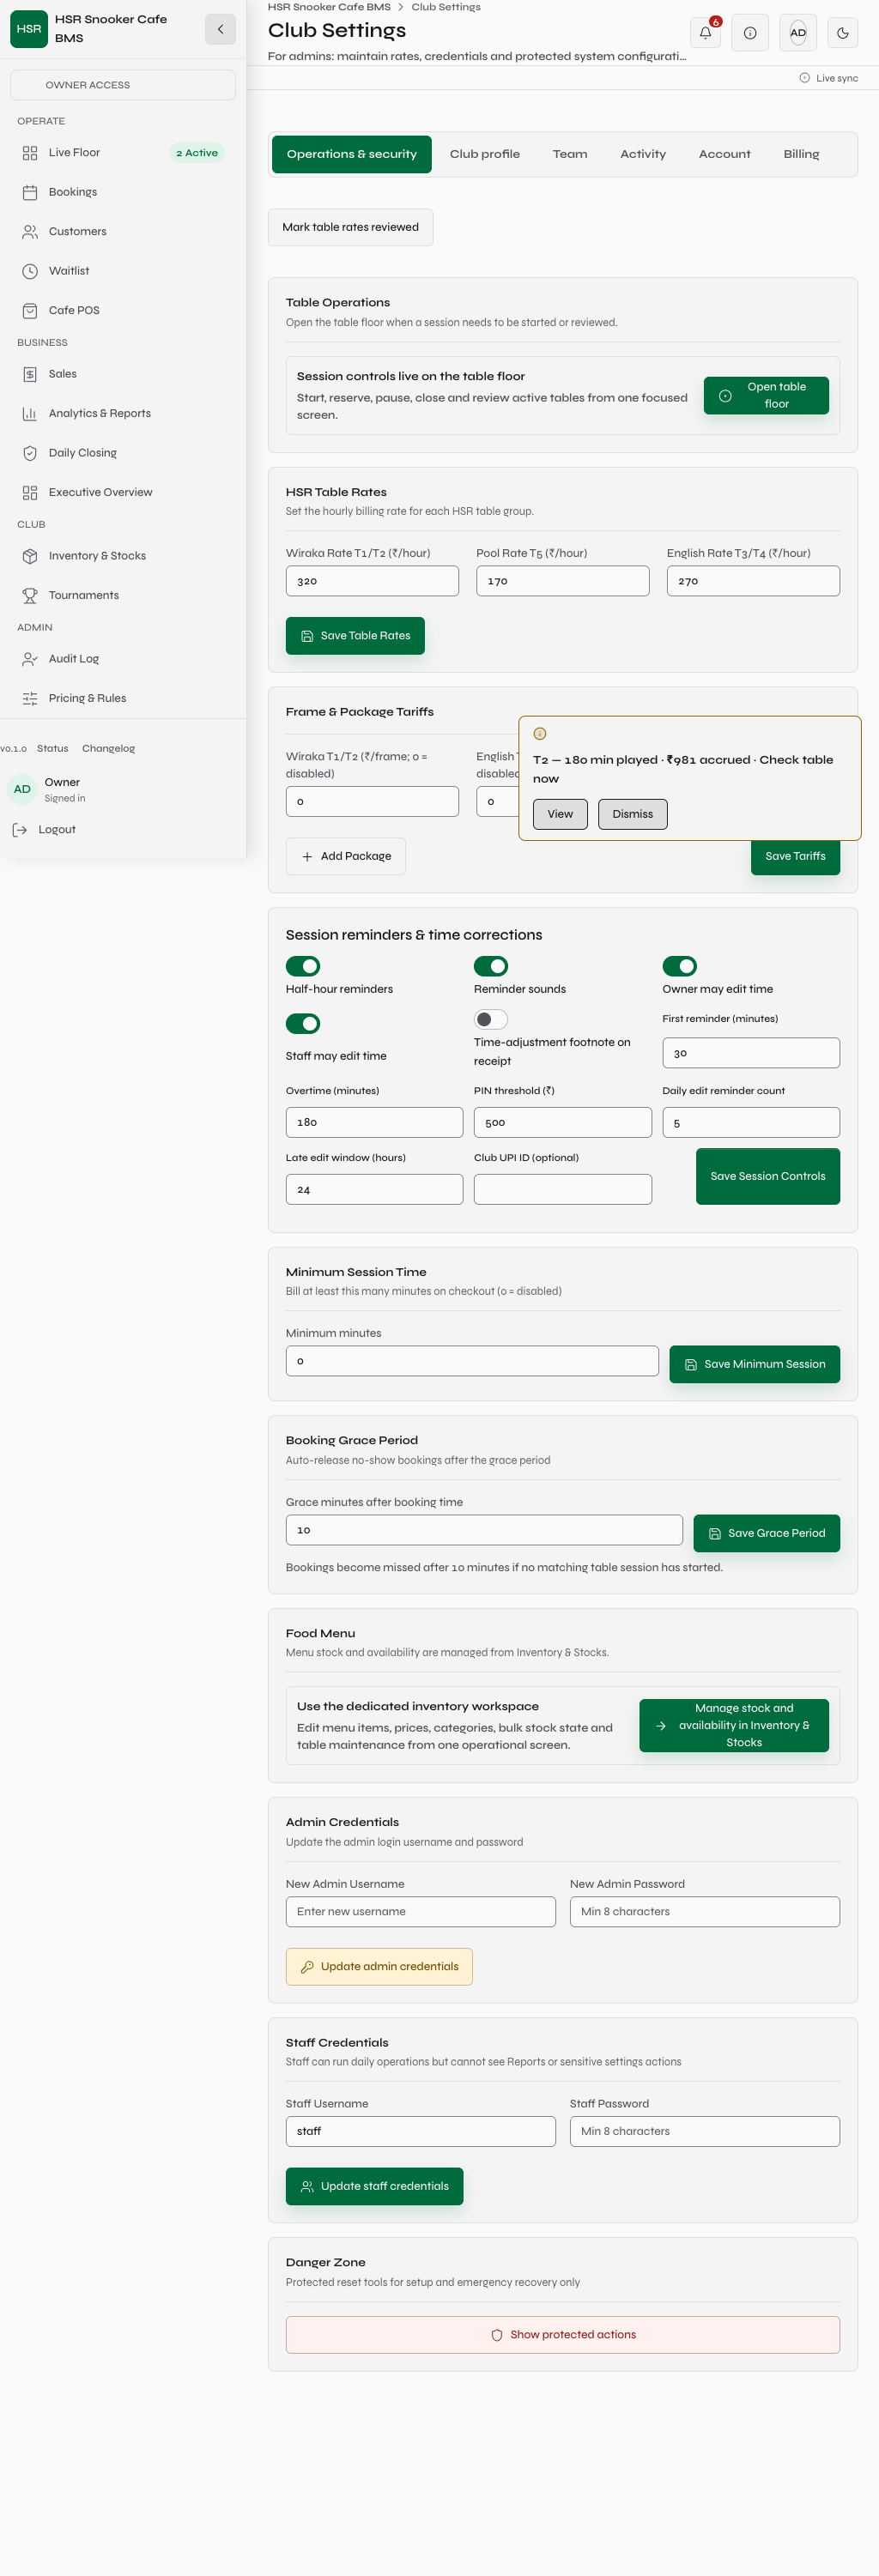 HSR
HSR Snooker Cafe
BMS
OWNER ACCESS
OPERATE
Live Floor
2 Active
Bookings
Customers
Waitlist
Cafe POS
BUSINESS
Sales
Analytics & Reports
Daily Closing
Executive Overview
CLUB
Inventory & Stocks
Tournaments
ADMIN
Audit Log
Pricing & Rules
v0.1.0 Status Changelog
AD
Owner
Signed in
Logout
HSR Snooker Cafe BMS > Club Settings
Club Settings
For admins: maintain rates, credentials and protected system configurati...
6
AD
Live sync
Operations & security
Club profile
Team
Activity
Account
Billing
Mark table rates reviewed
Table Operations
Open the table floor when a session needs to be started or reviewed.
Session controls live on the table floor
Start, reserve, pause, close and review active tables from one focused
screen.
Open table
floor
HSR Table Rates
Set the hourly billing rate for each HSR table group.
Wiraka Rate T1/T2 (₹/hour)
Pool Rate T5 (₹/hour)
English Rate T3/T4 (₹/hour)
320
170
270
Save Table Rates
Frame & Package Tariffs
Wiraka T1/T2 (₹/frame; 0 =
disabled)
English
disabled
0
0
T2 — 180 min played · ₹981 accrued · Check table
now
View
Dismiss
Add Package
Save Tariffs
Session reminders & time corrections
Half-hour reminders
Reminder sounds
Owner may edit time
Staff may edit time
Time-adjustment footnote on
receipt
First reminder (minutes)
30
Overtime (minutes)
PIN threshold (₹)
Daily edit reminder count
180
500
5
Late edit window (hours)
Club UPI ID (optional)
24
Save Session Controls
Minimum Session Time
Bill at least this many minutes on checkout (0 = disabled)
Minimum minutes
0
Save Minimum Session
Booking Grace Period
Auto-release no-show bookings after the grace period
Grace minutes after booking time
10
Save Grace Period
Bookings become missed after 10 minutes if no matching table session has started.
Food Menu
Menu stock and availability are managed from Inventory & Stocks.
Use the dedicated inventory workspace
Edit menu items, prices, categories, bulk stock state and
table maintenance from one operational screen.
Manage stock and
availability in Inventory &
Stocks
Admin Credentials
Update the admin login username and password
New Admin Username
New Admin Password
Enter new username
Min 8 characters
Update admin credentials
Staff Credentials
Staff can run daily operations but cannot see Reports or sensitive settings actions
Staff Username
Staff Password
staff
Min 8 characters
Update staff credentials
Danger Zone
Protected reset tools for setup and emergency recovery only
Show protected actions